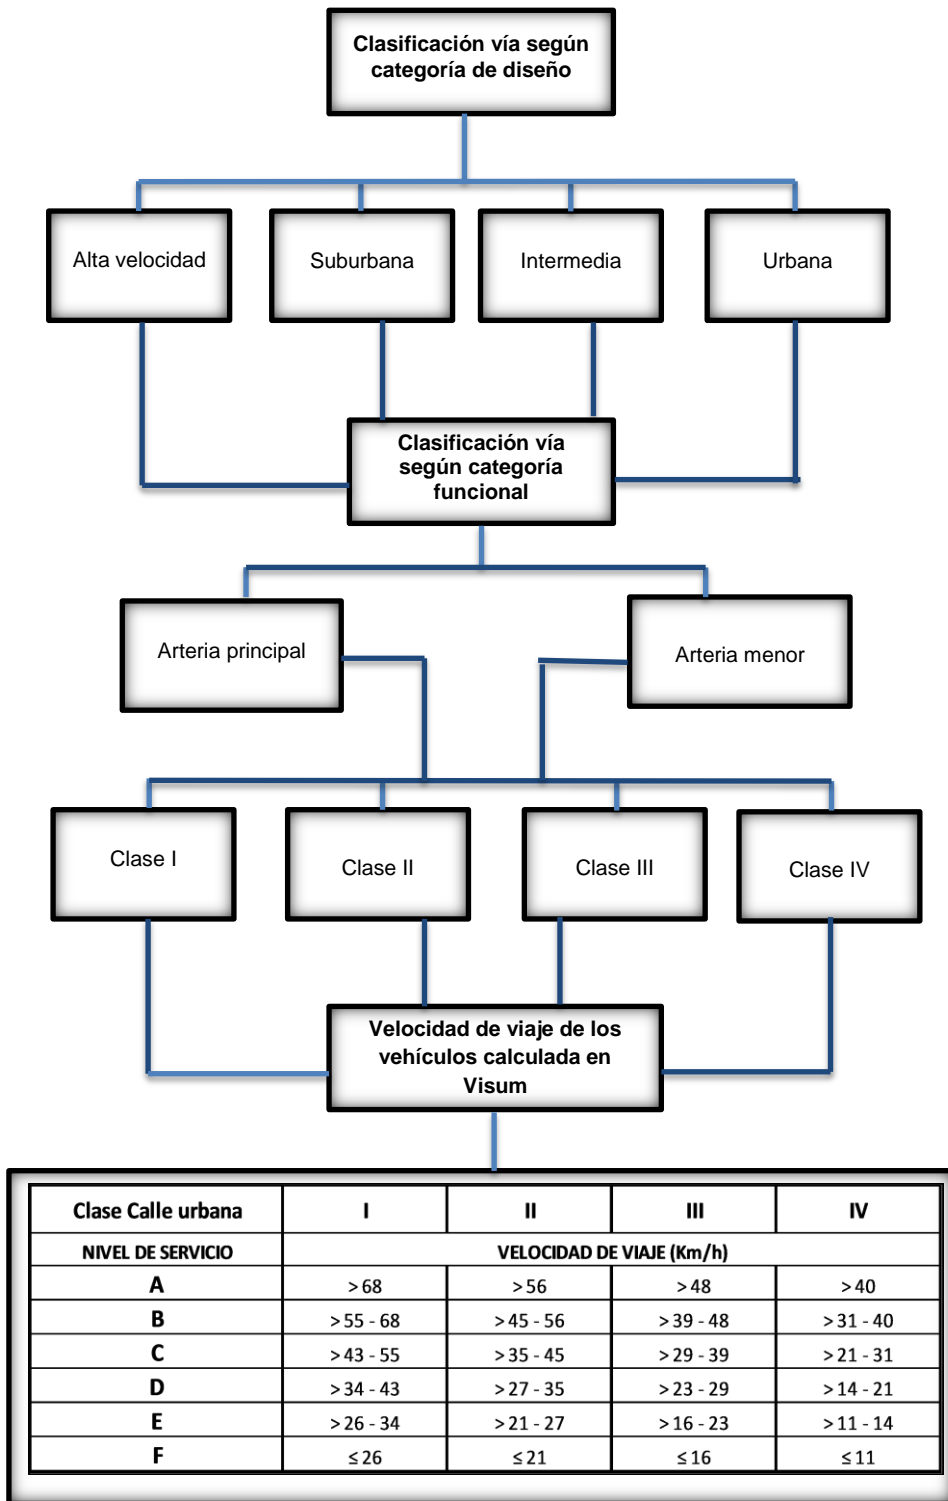 Clasificación vía según
categoría de diseño
Alta velocidad
Suburbana
Intermedia
Urbana
Clasificación vía
según categoría
funcional
Arteria principal
Arteria menor
Clase I
Clase II
Clase III
Clase IV
Velocidad de viaje de los
vehículos calculada en
Visum
Clase Calle urbana I II III IV
NIVEL DE SERVICIO VELOCIDAD DE VIAJE (Km/h)
A >68 >56 >48 >40
B >55 - 68 >45 - 56 >39 - 48 >31 - 40
C >43 - 55 >35 - 45 >29 - 39 >21 - 31
D >34 - 43 >27 - 35 >23 - 29 >14 - 21
E >26 - 34 >21 - 27 >16 - 23 >11 - 14
F ≤ 26 ≤ 21 ≤ 16 ≤ 11